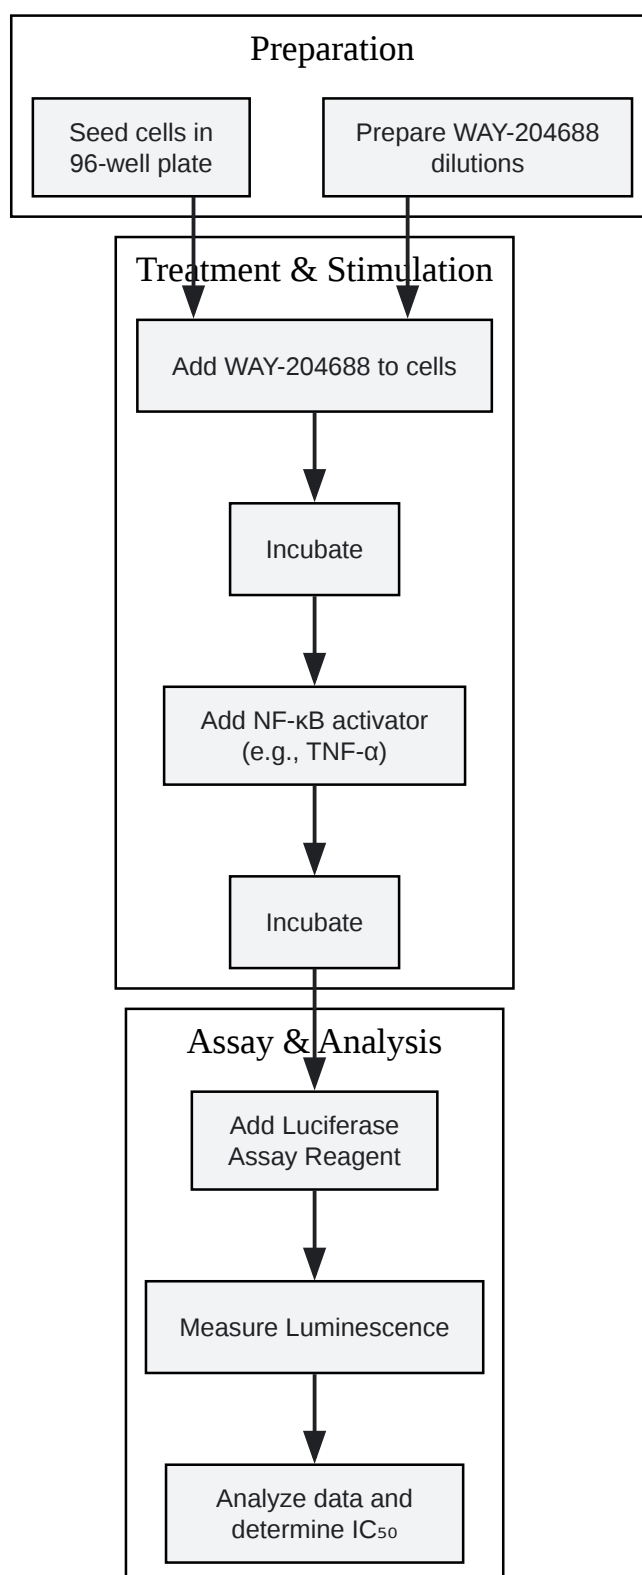 Preparation
Seed cells in
96-well plate
Prepare WAY-204688
dilutions
Treatment & Stimulation
Add WAY-204688 to cells
Incubate
Add NF-κB activator
(e.g., TNF-α)
Incubate
Assay & Analysis
Add Luciferase
Assay Reagent
Measure Luminescence
Analyze data and
determine IC₅₀